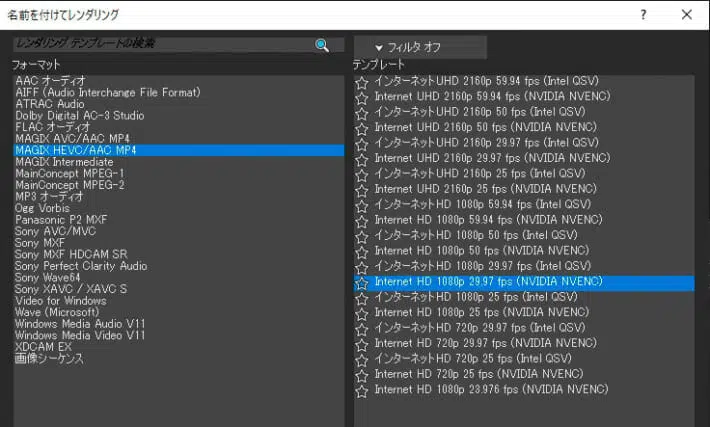 名前を付けてレンダリング
? ×
レンダリング テンプレートの検索
フィルタ オフ
フォーマット
AAC オーディオ
AIFF (Audio Interchange File Format)
ATRAC Audio
Dolby Digital AC-3 Studio
FLAC オーディオ
MAGIX AVC/AAC MP4
MAGIX HEVC/AAC MP4
MAGIX Intermediate
MainConcept MPEG-1
MainConcept MPEG-2
MP3 オーディオ
Ogg Vorbis
Panasonic P2 MXF
Sony AVC/MVC
Sony MXF
Sony MXF HDCAM SR
Sony Perfect Clarity Audio
Sony Wave64
Sony XAVC / XAVC S
Video for Windows
Wave (Microsoft)
Windows Media Audio V11
Windows Media Video V11
XDCAM EX
画像シーケンス
テンプレート
インターネットUHD 2160p 59.94 fps (Intel QSV)
Internet UHD 2160p 59.94 fps (NVIDIA NVENC)
インターネットUHD 2160p 50 fps (Intel QSV)
Internet UHD 2160p 50 fps (NVIDIA NVENC)
インターネットUHD 2160p 29.97 fps (Intel QSV)
Internet UHD 2160p 29.97 fps (NVIDIA NVENC)
インターネットUHD 2160p 25 fps (Intel QSV)
Internet UHD 2160p 25 fps (NVIDIA NVENC)
インターネットHD 1080p 59.94 fps (Intel QSV)
Internet HD 1080p 59.94 fps (NVIDIA NVENC)
インターネットHD 1080p 50 fps (Intel QSV)
Internet HD 1080p 50 fps (NVIDIA NVENC)
インターネットHD 1080p 29.97 fps (Intel QSV)
Internet HD 1080p 29.97 fps (NVIDIA NVENC)
インターネットHD 1080p 25 fps (Intel QSV)
Internet HD 1080p 25 fps (NVIDIA NVENC)
インターネットHD 720p 29.97 fps (Intel QSV)
Internet HD 720p 29.97 fps (NVIDIA NVENC)
インターネットHD 720p 25 fps (Intel QSV)
Internet HD 720p 25 fps (NVIDIA NVENC)
Internet HD 1080p 23.976 fps (NVIDIA NVENC)